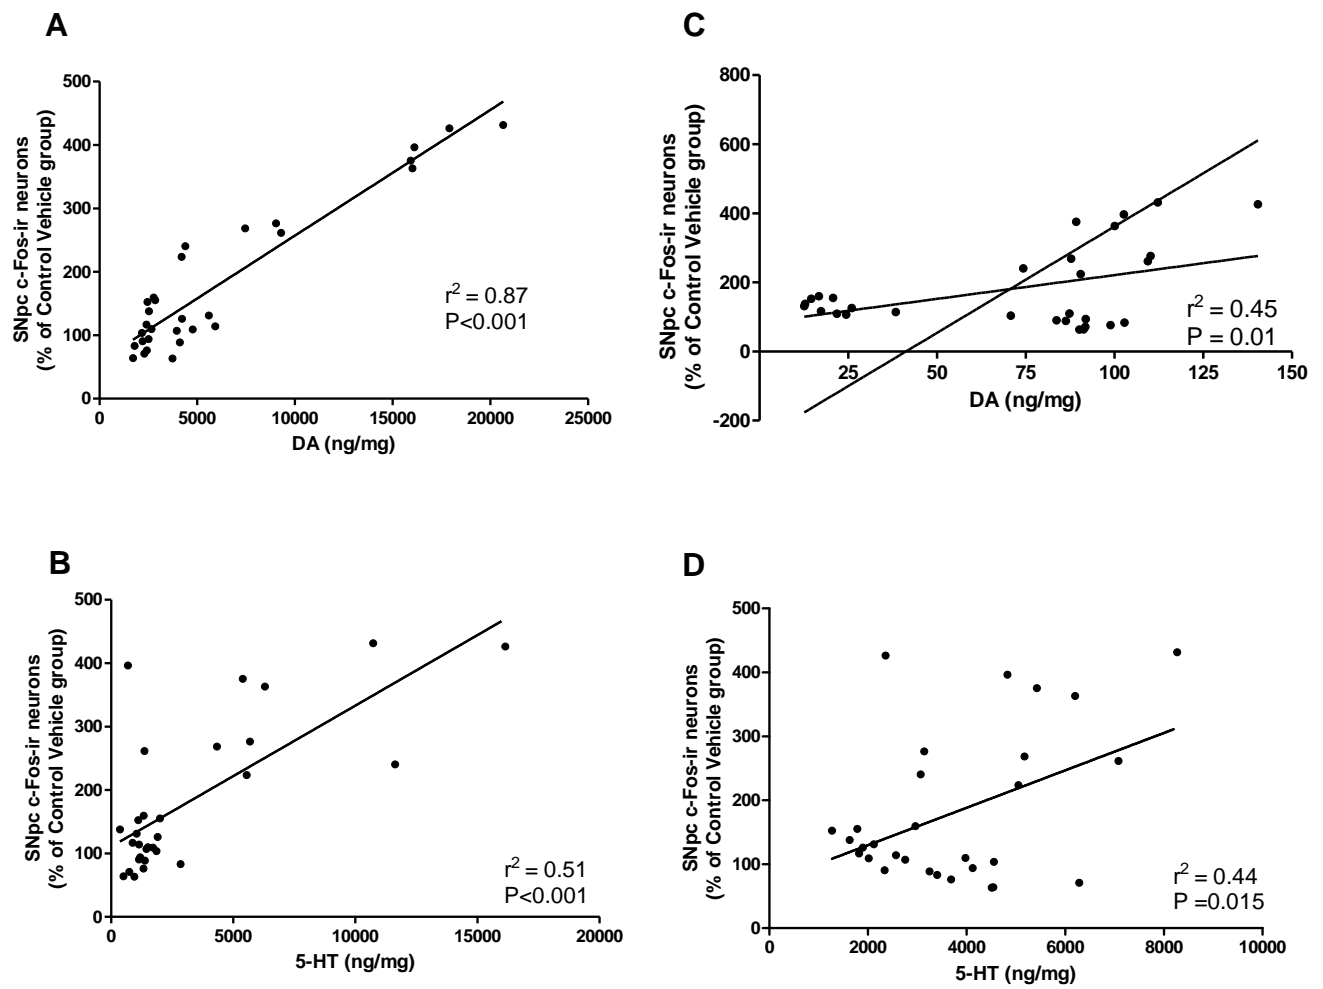 A
SNpc c-Fos-ir neurons
(% of Control Vehicle group)
500
400
300
200
100
0
r² = 0.87
P<0.001
0 5000 10000 15000 20000 25000
DA (ng/mg)
C
SNpc c-Fos-ir neurons
(% of Control Vehicle group)
800
600
400
200
0
-200
r² = 0.45
P = 0.01
25 50 75 100 125 150
DA (ng/mg)
B
SNpc c-Fos-ir neurons
(% of Control Vehicle group)
500
400
300
200
100
0
r² = 0.51
P<0.001
0 5000 10000 15000 20000
5-HT (ng/mg)
D
SNpc c-Fos-ir neurons
(% of Control Vehicle group)
500
400
300
200
100
0
r² = 0.44
P =0.015
0 2000 4000 6000 8000 10000
5-HT (ng/mg)